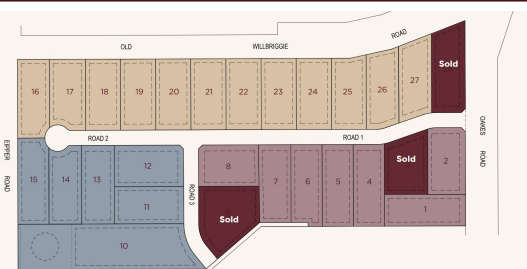 OLD WILLBRIGGIE ROAD
Sold
16 17 18 19 20 21 22 23 24 25 26 27
OAKES ROAD
ROAD 2 ROAD 1
EIPPER ROAD
15 14 13 12 8 7 6 5 4 Sold 2
11 ROAD 3 Sold 1
10